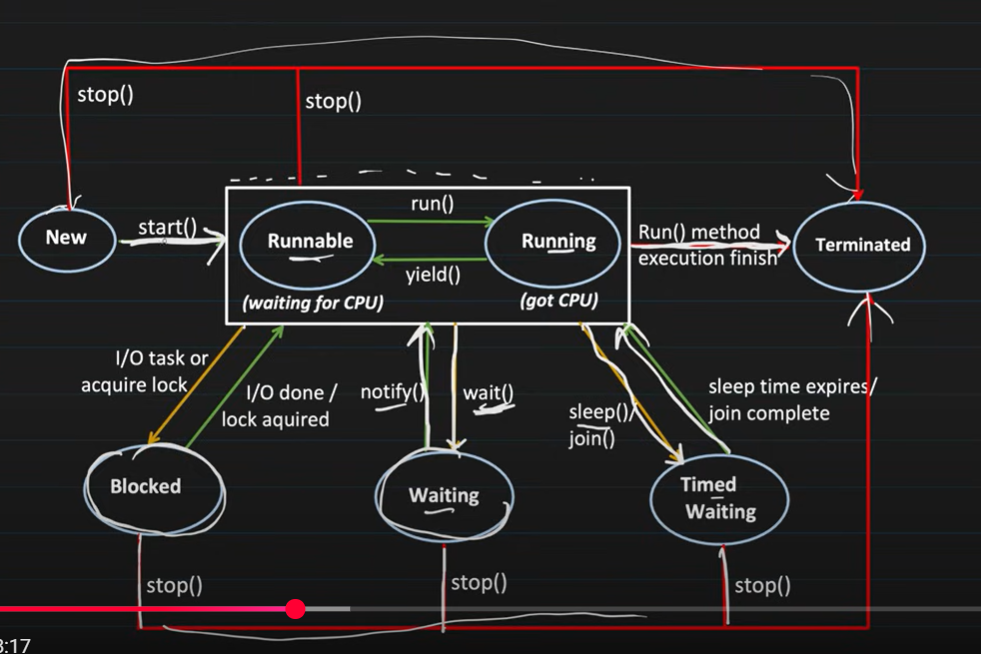 stop()
stop()
run()
New
start()
Runnable
Running
Run() method
execution finish
Terminated
yield()
(waiting for CPU)
(got CPU)
I/O task or
acquire lock
I/O done /
lock aquired
notify()
wait()
sleep()/
join()
sleep time expires/
join complete
Blocked
Waiting
Timed
Waiting
stop()
stop()
stop()
3:17